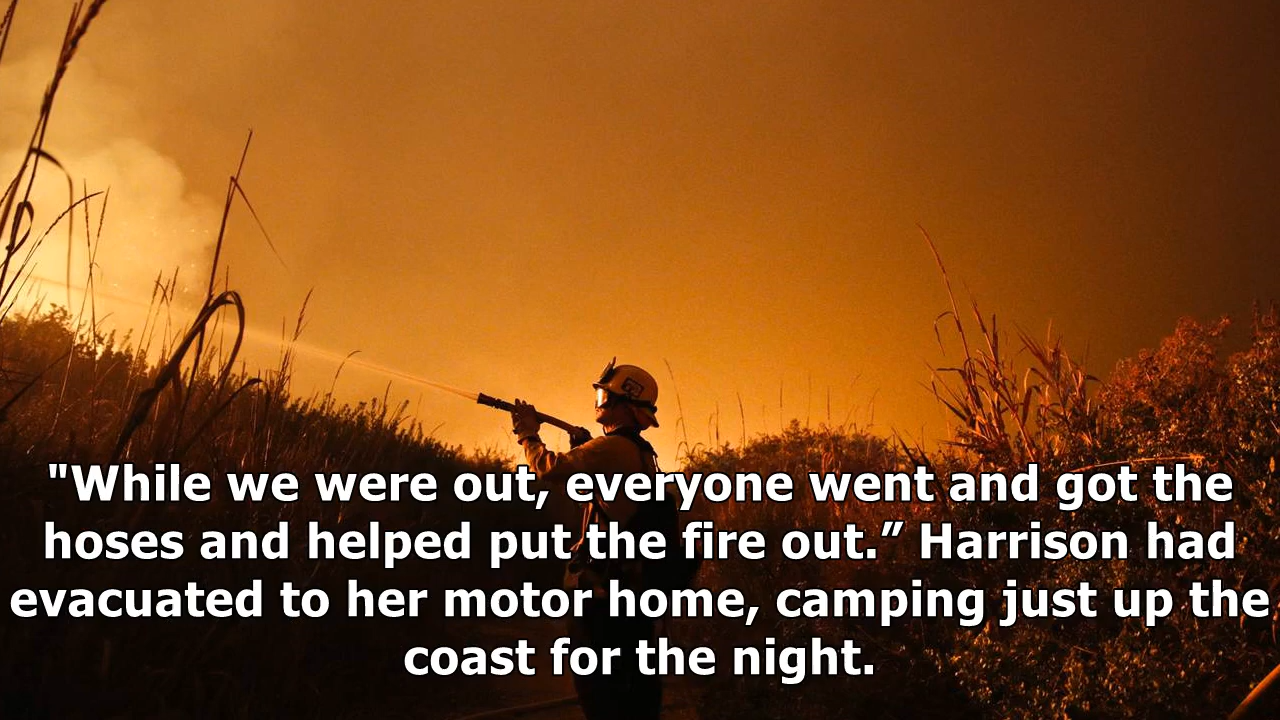 "While we were out, everyone went and got the
hoses and helped put the fire out.” Harrison had
evacuated to her motor home, camping just up the
coast for the night.